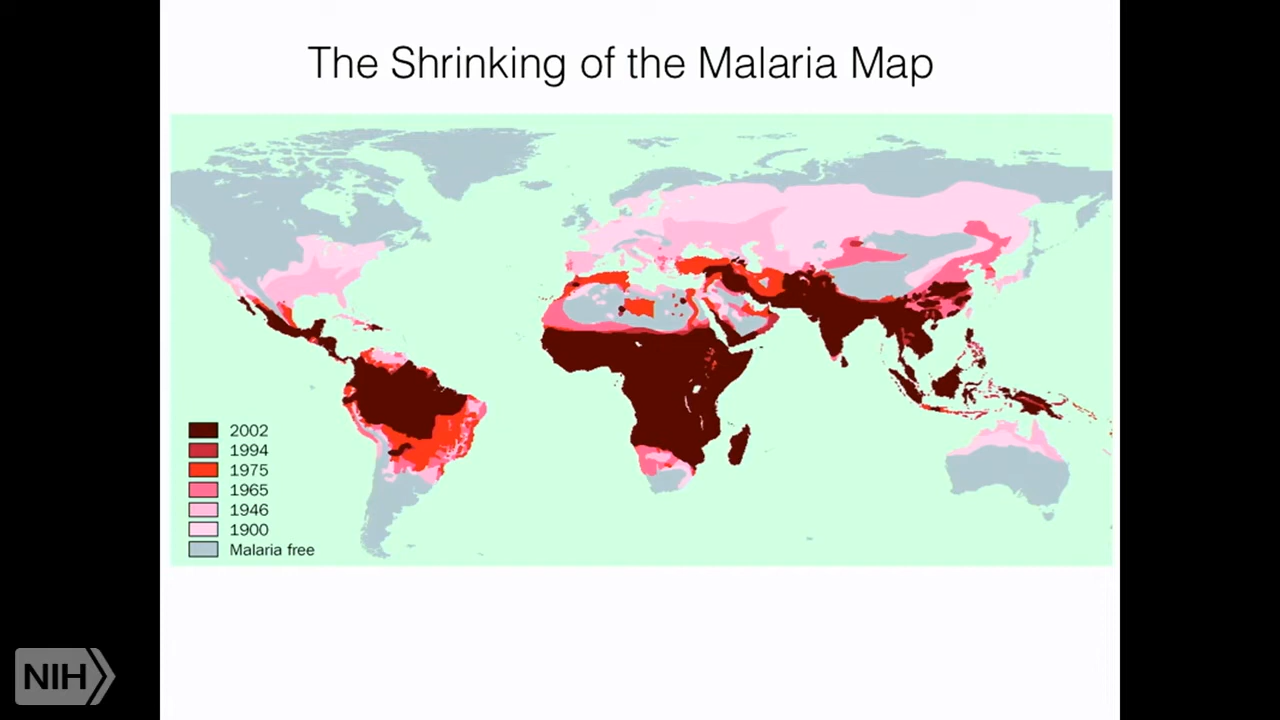 The Shrinking of the Malaria Map
2002
1994
1975
1965
1946
1900
Malaria free
NIH